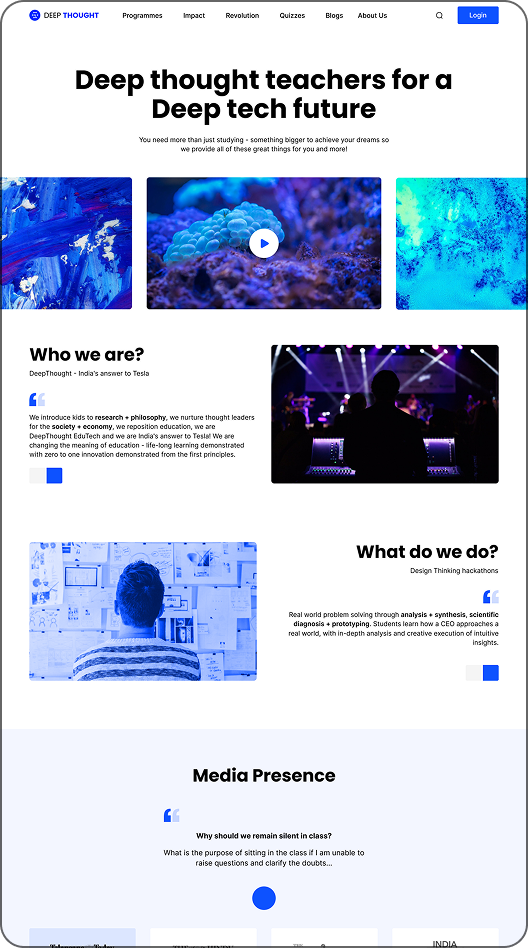 DEEP THOUGHT
Programmes
Impact
Revolution
Quizzes
Blogs
About Us
Login
Deep thought teachers for a
Deep tech future
You need more than just studying - something bigger to achieve your dreams so
we provide all of these great things for you and more!
Who we are?
DeepThought - India's answer to Tesla
We introduce kids to research + philosophy, we nurture thought leaders
for the society + economy, we reposition education, we are
DeepThought EduTech and we are India's answer to Tesla! We are
changing the meaning of education - life-long learning demonstrated
with zero to one innovation demonstrated from the first principles.
What do we do?
Design Thinking hackathons
Real world problem solving through analysis + synthesis, scientific
diagnosis + prototyping. Students learn how a CEO approaches a
real world, with in-depth analysis and creative execution of intuitive
insights.
Media Presence
Why should we remain silent in class?
What is the purpose of sitting in the class if I am unable to
raise questions and clarify the doubts...
INDIA